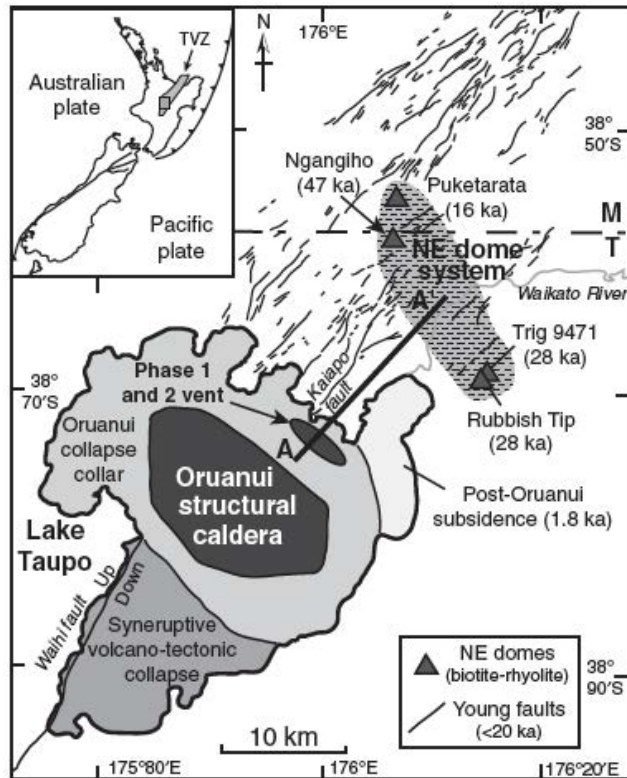 TVZ
Australian
plate
Pacific
plate
N
176°E
38°
50'S
Ngangiho
(47 ka)
Puketarata
(16 ka)
M
T
NE dome
system
Waikato River
A'
Trig 9471
(28 ka)
Rubbish Tip
(28 ka)
38°
70'S
Phase 1
and 2 vent
Kaiapo
fault
A
Oruanui
collapse
collar
Oruanui
structural
caldera
Post-Oruanui
subsidence (1.8 ka)
Lake
Taupo
Waihi fault
Up
Down
Syneruptive
volcano-tectonic
collapse
NE domes
(biotite-rhyolite)
Young faults
(<20 ka)
38°
90'S
10 km
175°80'E
176°E
176°20'E